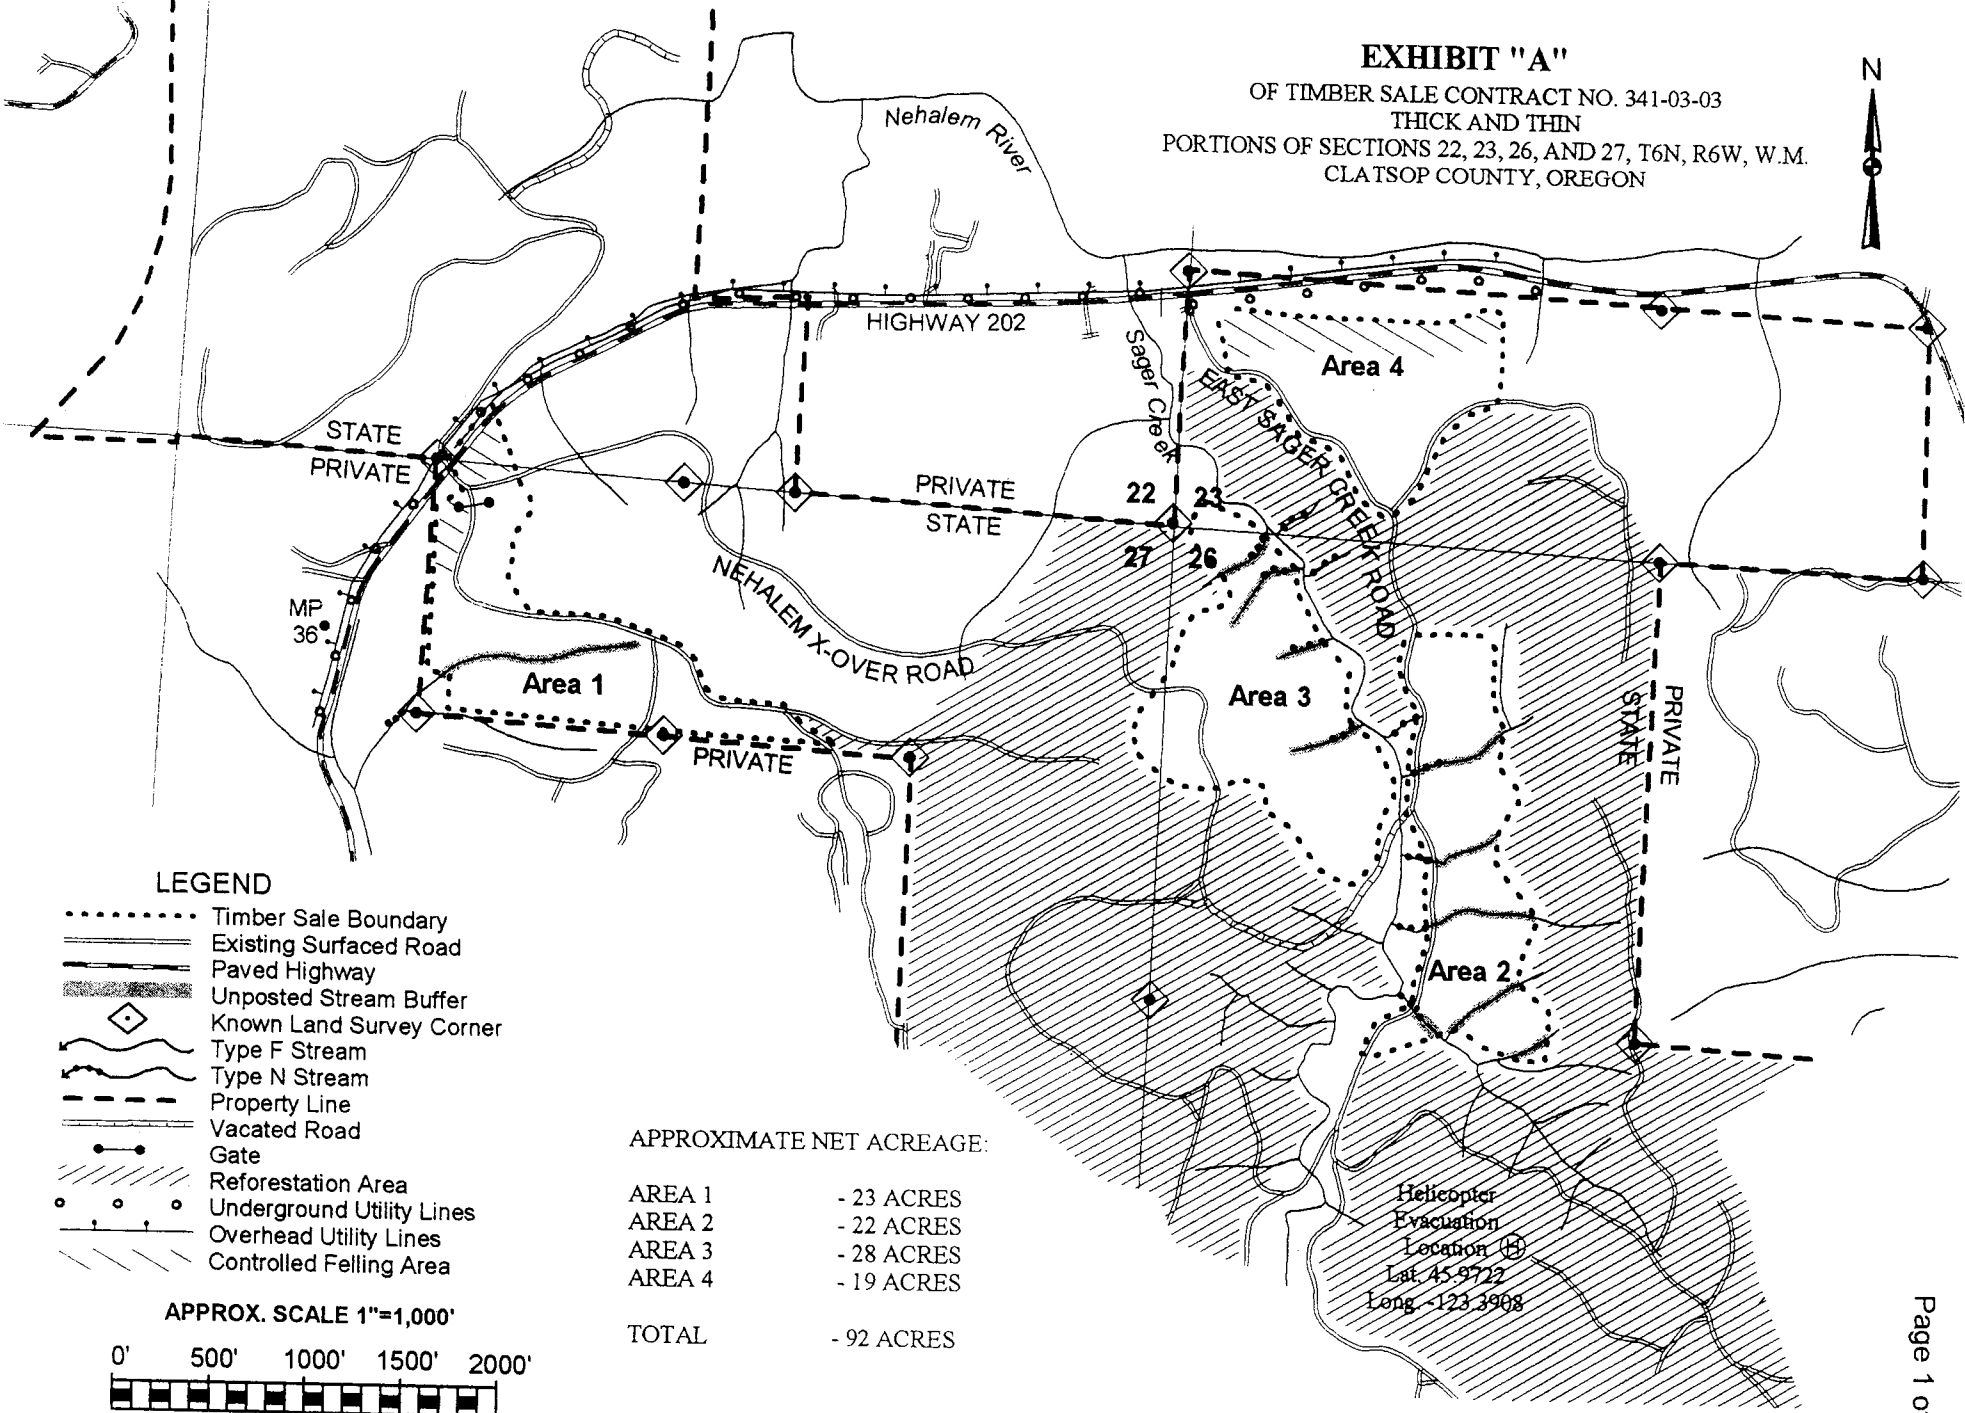 EXHIBIT "A"
OF TIMBER SALE CONTRACT NO. 341-03-03
THICK AND THIN
PORTIONS OF SECTIONS 22, 23, 26, AND 27, T6N, R6W, W.M.
CLATSOP COUNTY, OREGON
N
Nehalem River
HIGHWAY 202
Sager Creek
EAST SAGER CREEK ROAD
Area 4
STATE
PRIVATE
PRIVATE
STATE
22 23
27 26
NEHALEM X-OVER ROAD
MP
36
Area 1
PRIVATE
Area 3
STATE
PRIVATE
Area 2
LEGEND
Timber Sale Boundary
Existing Surfaced Road
Paved Highway
Unposted Stream Buffer
Known Land Survey Corner
Type F Stream
Type N Stream
Property Line
Vacated Road
Gate
Reforestation Area
Underground Utility Lines
Overhead Utility Lines
Controlled Felling Area
APPROX. SCALE 1"=1,000'
0' 500' 1000' 1500' 2000'
APPROXIMATE NET ACREAGE:
AREA 1 - 23 ACRES
AREA 2 - 22 ACRES
AREA 3 - 28 ACRES
AREA 4 - 19 ACRES
TOTAL - 92 ACRES
Helicopter
Evacuation
Location H
Lat. 45.9722
Long. -123.3908
Page 1